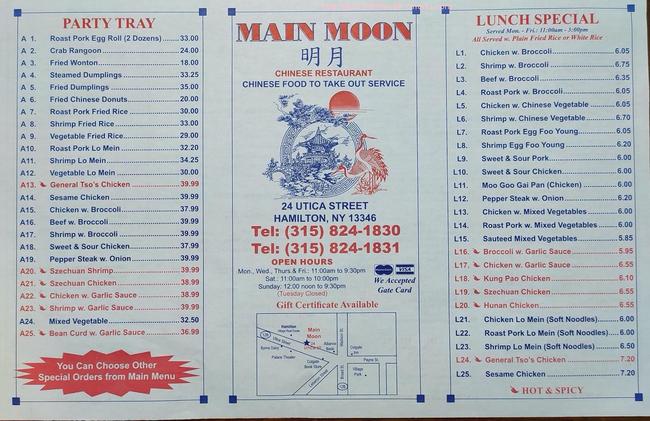 PARTY TRAY
A 1. Roast Pork Egg Roll (2 Dozens) 33.00
A 2. Crab Rangoon 24.00
A 3. Fried Wonton 18.00
A 4. Steamed Dumplings 33.25
A 5. Fried Dumplings 35.00
A 6. Fried Chinese Donuts 20.00
A 7. Roast Pork Fried Rice 30.00
A 8. Shrimp Fried Rice 33.00
A 9. Vegetable Fried Rice 29.00
A10. Roast Pork Lo Mein 32.20
A11. Shrimp Lo Mein 34.25
A12. Vegetable Lo Mein 30.00
A13. General Tso's Chicken 39.99
A14. Sesame Chicken 39.99
A15. Chicken w. Broccoli 37.99
A16. Beef w. Broccoli 39.99
A17. Shrimp w. Broccoli 39.99
A18. Sweet & Sour Chicken 37.99
A19. Pepper Steak w. Onion 39.99
A20. Szechuan Shrimp 39.99
A21. Szechuan Chicken 38.99
A22. Chicken w. Garlic Sauce 38.99
A23. Shrimp w. Garlic Sauce 39.99
A24. Mixed Vegetable 32.50
A25. Bean Curd w. Garlic Sauce 36.99
You Can Choose Other
Special Orders from Main Menu
MAIN MOON
明月
CHINESE RESTAURANT
CHINESE FOOD TO TAKE OUT SERVICE
24 UTICA STREET
HAMILTON, NY 13346
Tel: (315) 824-1830
Tel: (315) 824-1831
OPEN HOURS
Mon., Wed., Thurs & Fri.: 11:00am to 9:30pm
Sat.: 11:00am to 10:00pm
Sunday: 12:00 noon to 9:30pm
(Tuesday Closed)
MasterCard VISA
We Accepted
Gate Card
Gift Certificate Available
Hamilton
Main
Moon
Utica Street
Palace Theater
Colgate
Book Store
Alliance
Bank
Colgate
Inn
Madison St.
Payne St.
Village
Park
Lebanon Street
Broad St.
LUNCH SPECIAL
Served Mon. - Fri.: 11:00am - 3:00pm
All Served w. Plain Fried Rice or White Rice
L1. Chicken w. Broccoli 6.05
L2. Shrimp w. Broccoli 6.75
L3. Beef w. Broccoli 6.35
L4. Roast Pork w. Broccoli 6.05
L5. Chicken w. Chinese Vegetable 6.05
L6. Shrimp w. Chinese Vegetable 6.70
L7. Roast Pork Egg Foo Young 6.05
L8. Shrimp Egg Foo Young 6.20
L9. Sweet & Sour Pork 6.00
L10. Sweet & Sour Chicken 6.00
L11. Moo Goo Gai Pan (Chicken) 6.00
L12. Pepper Steak w. Onion 6.20
L13. Chicken w. Mixed Vegetables 6.00
L14. Roast Pork w. Mixed Vegetables 6.00
L15. Sauteed Mixed Vegetables 5.85
L16. Broccoli w. Garlic Sauce 5.95
L17. Chicken w. Garlic Sauce 6.55
L18. Kung Pao Chicken 6.10
L19. Szechuan Chicken 6.55
L20. Hunan Chicken 6.55
L21. Chicken Lo Mein (Soft Noodles) 6.00
L22. Roast Pork Lo Mein (Soft Noodles) 6.00
L23. Shrimp Lo Mein (Soft Noodles) 6.50
L24. General Tso's Chicken 7.20
L25. Sesame Chicken 7.20
HOT & SPICY